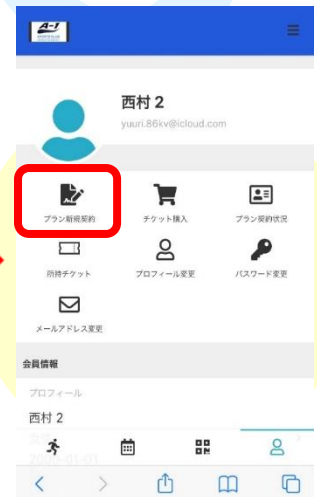 A-1
西村 2
yuuri.86kv@icloud.com
プラン新規契約
チケット購入
プラン契約状況
所持チケット
プロフィール変更
パスワード変更
メールアドレス変更
会員情報
プロフィール
西村 2